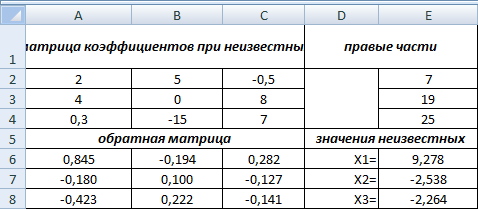 A B C D E
1 матрица коэффициентов при неизвестны правые части
2 2 5 -0,5 7
3 4 0 8 19
4 0,3 -15 7 25
5 обратная матрица значения неизвестных
6 0,845 -0,194 0,282 X1= 9,278
7 -0,180 0,100 -0,127 X2= -2,538
8 -0,423 0,222 -0,141 X3= -2,264